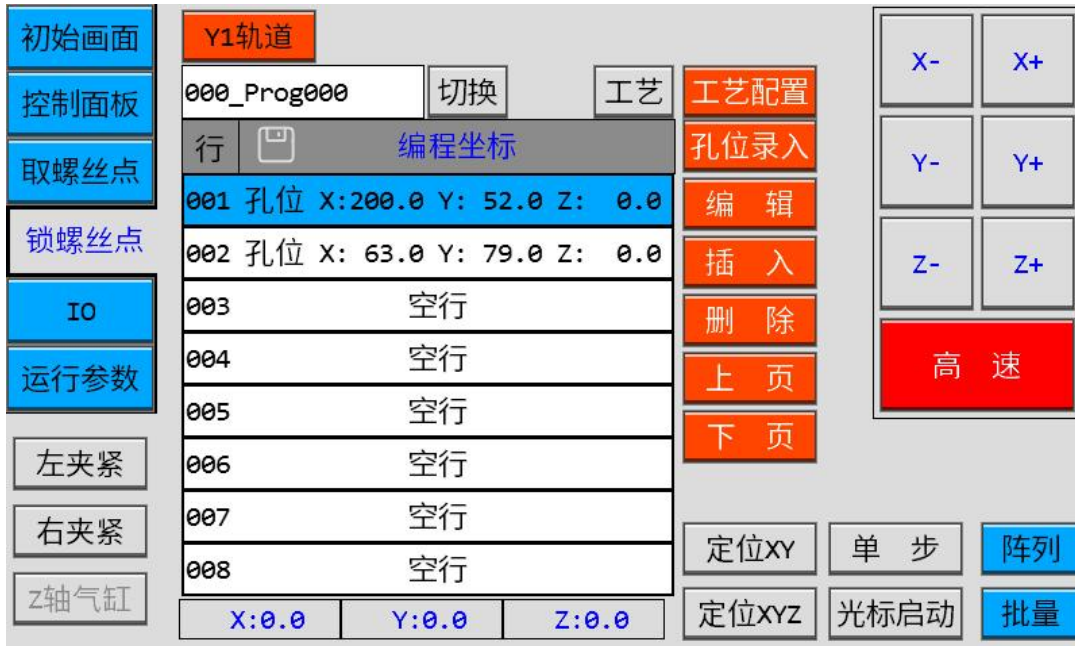 初始画面
控制面板
取螺丝点
锁螺丝点
IO
运行参数
左夹紧
右夹紧
Z轴气缸
Y1轨道
000_Prog000 切换 工艺
行 编程坐标
001 孔位 X:200.0 Y: 52.0 Z: 0.0
002 孔位 X: 63.0 Y: 79.0 Z: 0.0
003 空行
004 空行
005 空行
006 空行
007 空行
008 空行
X:0.0 Y:0.0 Z:0.0
工艺配置
孔位录入
编 辑
插 入
删 除
上 页
下 页
X- X+
Y- Y+
Z- Z+
高 速
定位XY 单 步 阵列
定位XYZ 光标启动 批量